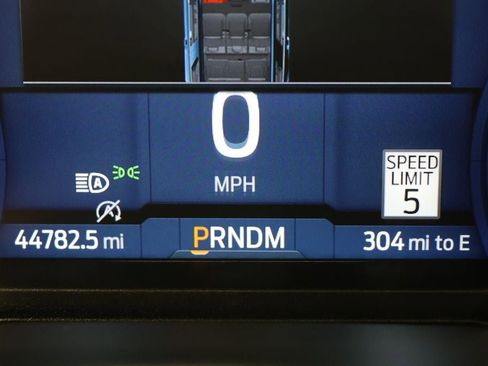 0
MPH
A
SPEED
LIMIT
5
A
44782.5 mi
PRNDM
304 mi to E